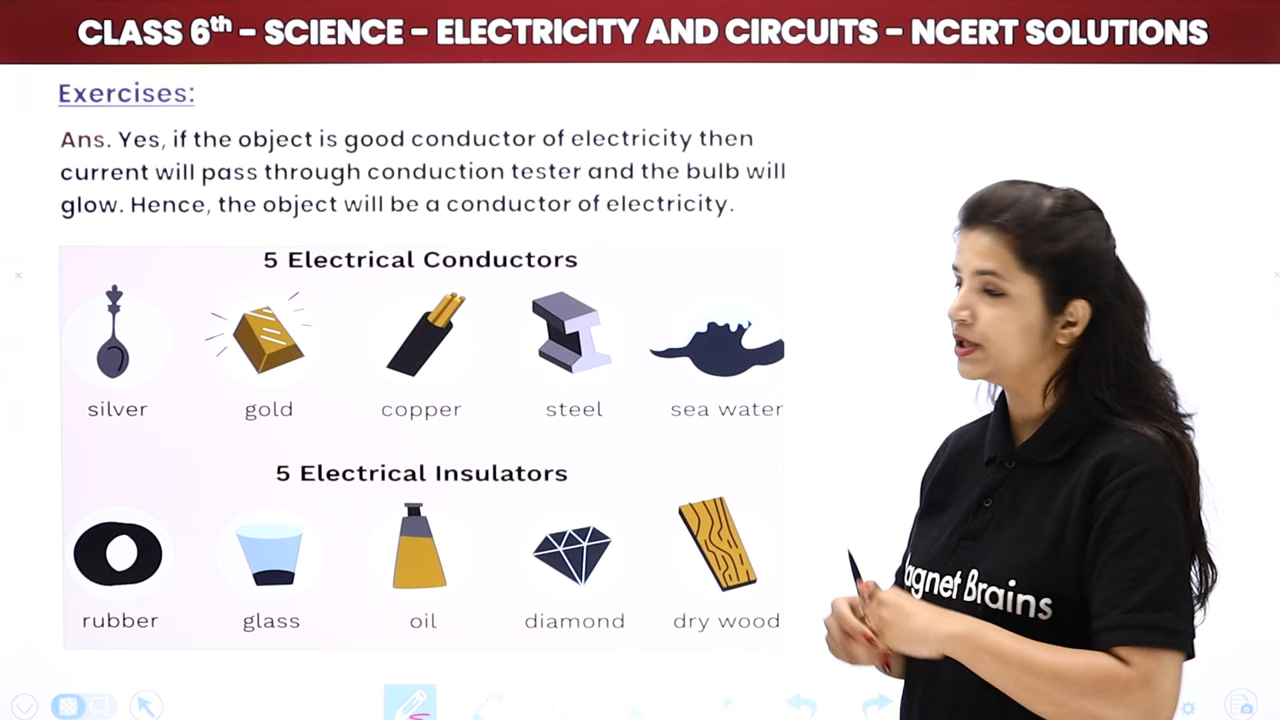 CLASS 6th – SCIENCE – ELECTRICITY AND CIRCUITS – NCERT SOLUTIONS
Exercises:
Ans. Yes, if the object is good conductor of electricity then
current will pass through conduction tester and the bulb will
glow. Hence, the object will be a conductor of electricity.
5 Electrical Conductors
silver gold copper steel sea water
5 Electrical Insulators
rubber glass oil diamond dry wood
agnet Brains